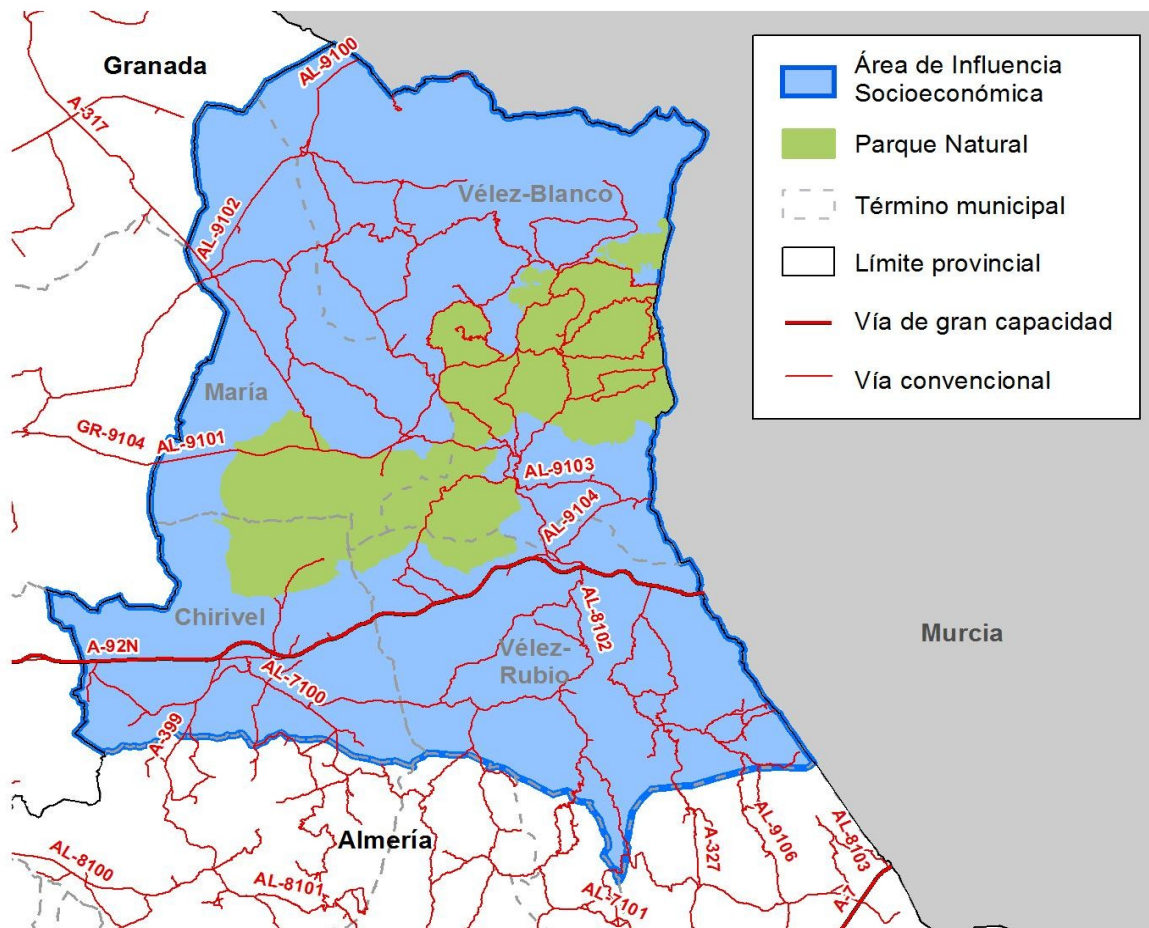 Granada
AL-9100
A-317
AL-9102
Vélez-Blanco
María
GR-9104
AL-9101
AL-9103
AL-9104
Chirivel
A-92N
AL-7100
A-399
Vélez-
Rubio
AL-8102
Murcia
Almería
AL-8100
AL-8101
AL-7101
A-327
AL-9106
AL-8103
A-7
Área de Influencia
Socioeconómica
Parque Natural
Término municipal
Límite provincial
Vía de gran capacidad
Vía convencional